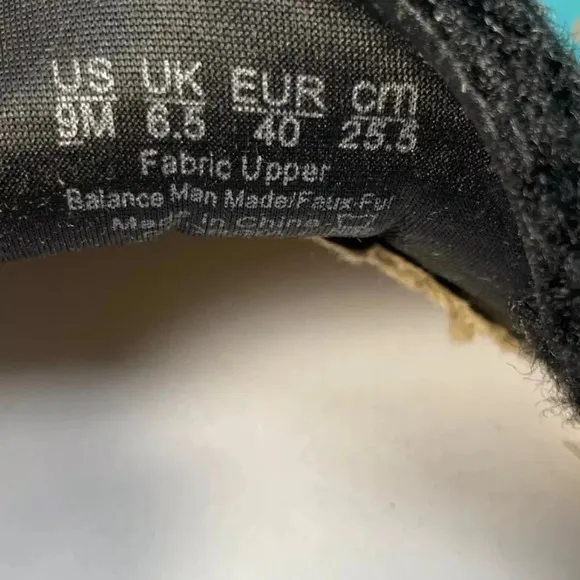 US UK EUR cm
9M 6.5 40 25.5
Fabric Upper
Balance Man Made/Faux Fur
Made in China